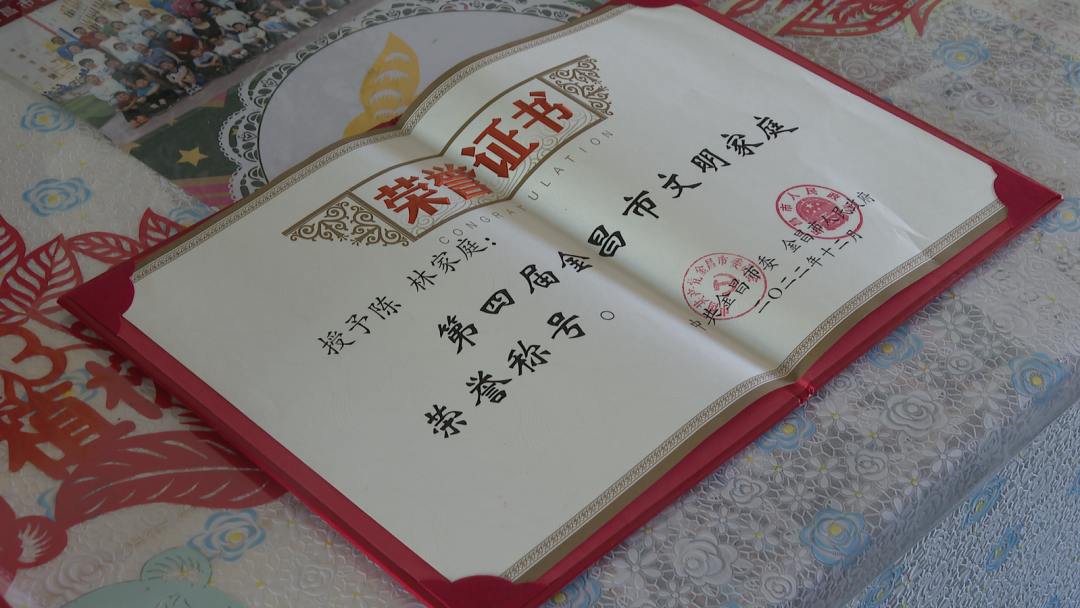 荣誉证书
CONGRATULATION
授予陈 林家庭：
第四届金昌市文明家庭
荣誉称号。
中共金昌市委 金昌市人民政府
二〇二二年十二月
植